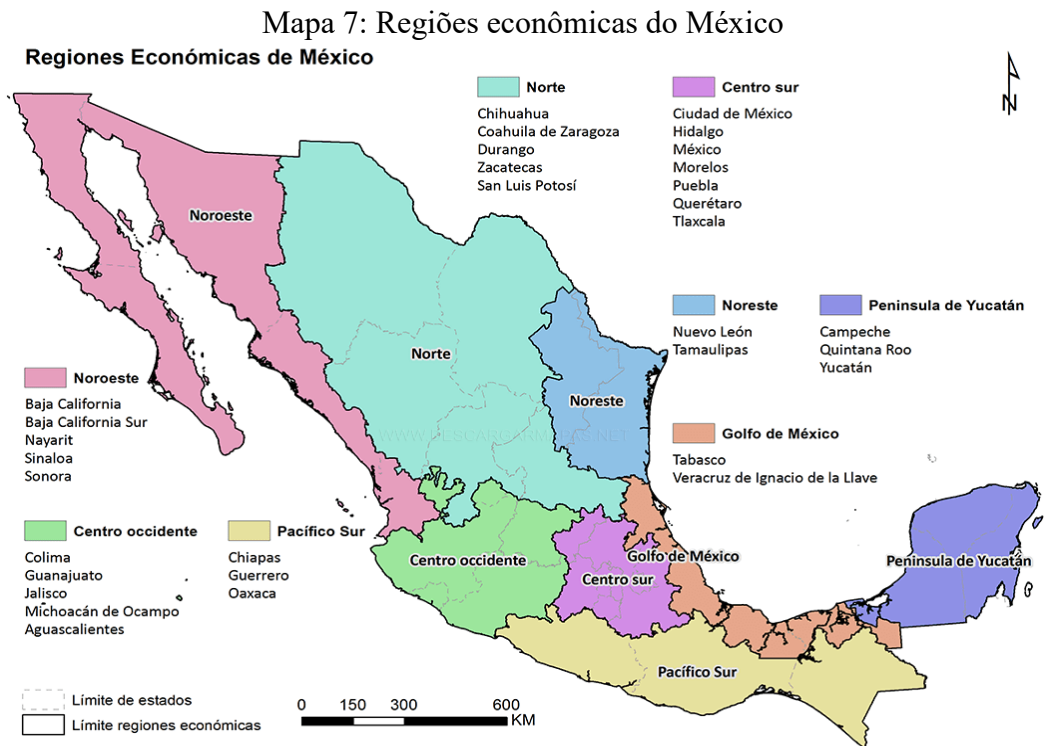 Mapa 7: Regiões econômicas do México
Regiones Económicas de México
N
Norte
Chihuahua
Coahuila de Zaragoza
Durango
Zacatecas
San Luis Potosí
Centro sur
Ciudad de México
Hidalgo
México
Morelos
Puebla
Querétaro
Tlaxcala
Noreste
Nuevo León
Tamaulipas
Peninsula de Yucatán
Campeche
Quintana Roo
Yucatán
Golfo de México
Tabasco
Veracruz de Ignacio de la Llave
Noroeste
Baja California
Baja California Sur
Nayarit
Sinaloa
Sonora
Centro occidente
Colima
Guanajuato
Jalisco
Michoacán de Ocampo
Aguascalientes
Pacífico Sur
Chiapas
Guerrero
Oaxaca
Noroeste
Norte
Noreste
WWW.DESCARGARMAPAS.NET
Centro occidente
Golfo de México
Centro sur
Peninsula de Yucatán
Pacífico Sur
Límite de estados
Límite regiones económicas
0 150 300 600
KM